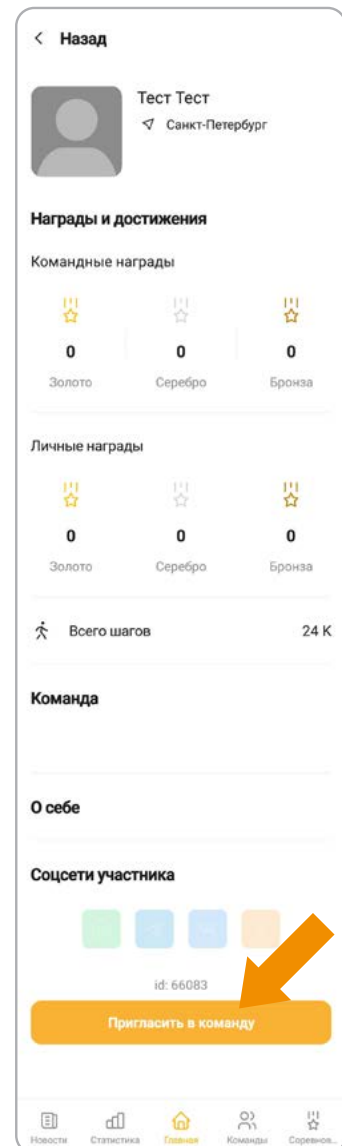 Назад
Тест Тест
Санкт-Петербург
Награды и достижения
Командные награды
0 0 0
Золото Серебро Бронза
Личные награды
0 0 0
Золото Серебро Бронза
Всего шагов 24 K
Команда
О себе
Соцсети участника
id: 66083
Пригласить в команду
Новости Статистика Главная Команды Соревнов...